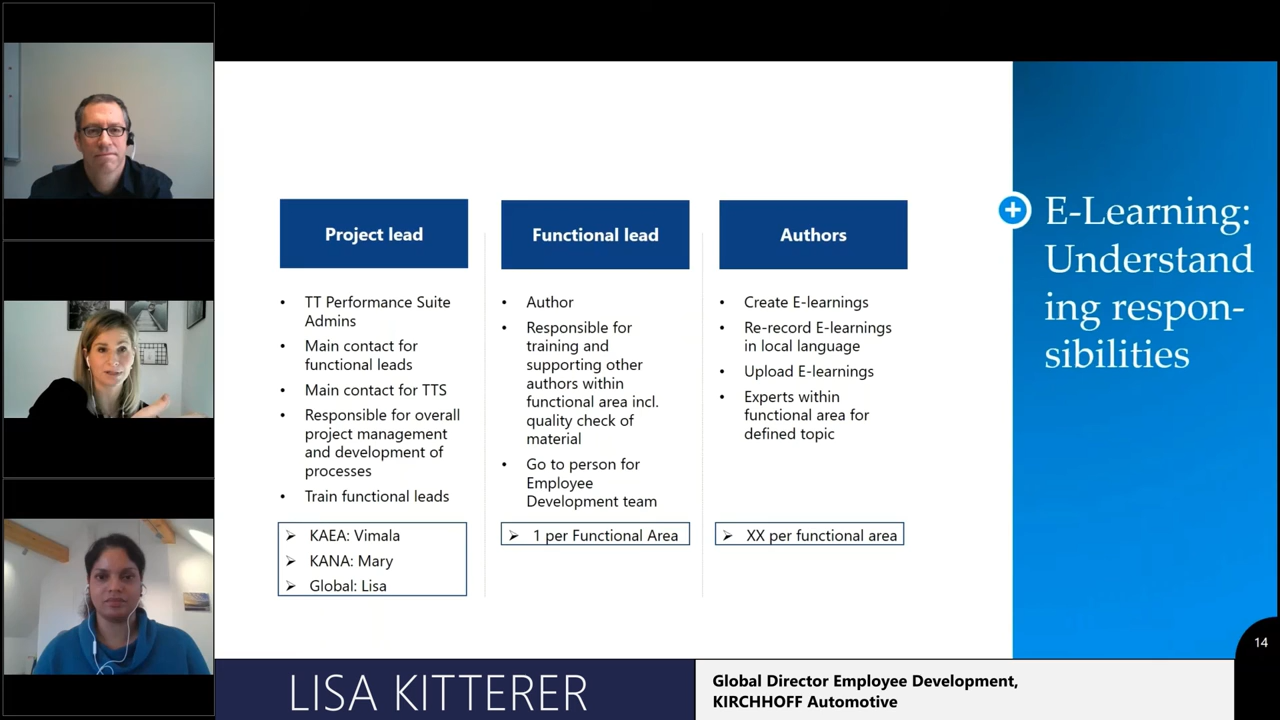 Project lead
• TT Performance Suite
Admins
• Main contact for
functional leads
• Main contact for TTS
• Responsible for overall
project management
and development of
processes
• Train functional leads
➢ KAEA: Vimala
➢ KANA: Mary
➢ Global: Lisa
Functional lead
• Author
• Responsible for
training and
supporting other
authors within
functional area incl.
quality check of
material
• Go to person for
Employee
Development team
➢ 1 per Functional Area
Authors
• Create E-learnings
• Re-record E-learnings
in local language
• Upload E-learnings
• Experts within
functional area for
defined topic
➢ XX per functional area
E-Learning:
Understand
ing respon-
sibilities
14
LISA KITTERER
Global Director Employee Development,
KIRCHHOFF Automotive